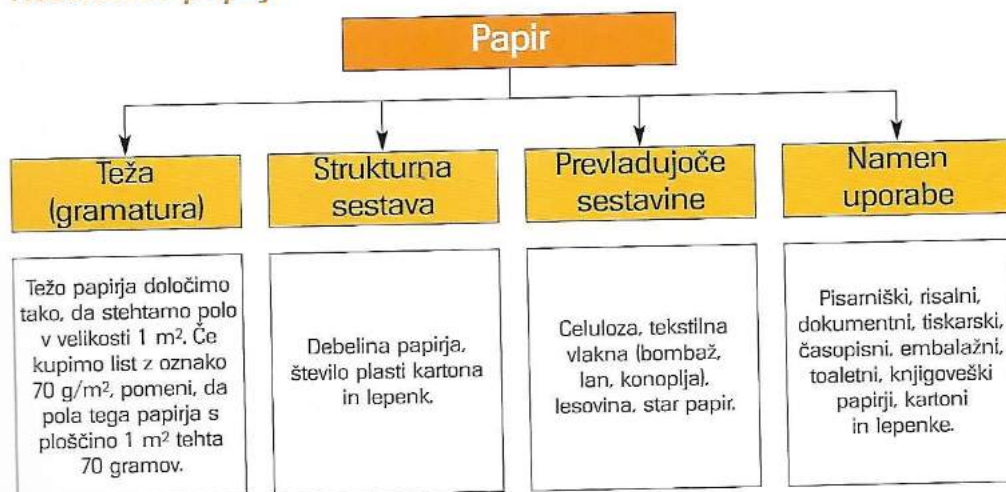 Papir
Teža
(gramatura)
Strukturna
sestava
Prevladujoče
sestavine
Namen
uporabe
Težo papirja določimo
tako, da stehtamo polo
v velikosti 1 m². Če
kupimo list z oznako
70 g/m², pomeni, da
pola tega papirja s
ploščino 1 m² tehta
70 gramov.
Debelina papirja,
število plasti kartona
in lepenk.
Celuloza, tekstilna
vlakna (bombaž,
lan, konoplja),
lesovina, star papir.
Pisarniški, risalni,
dokumentni, tiskarski,
časopisni, embalažni,
toaletni, knjigoveški
papirji, kartoni
in lepenke.